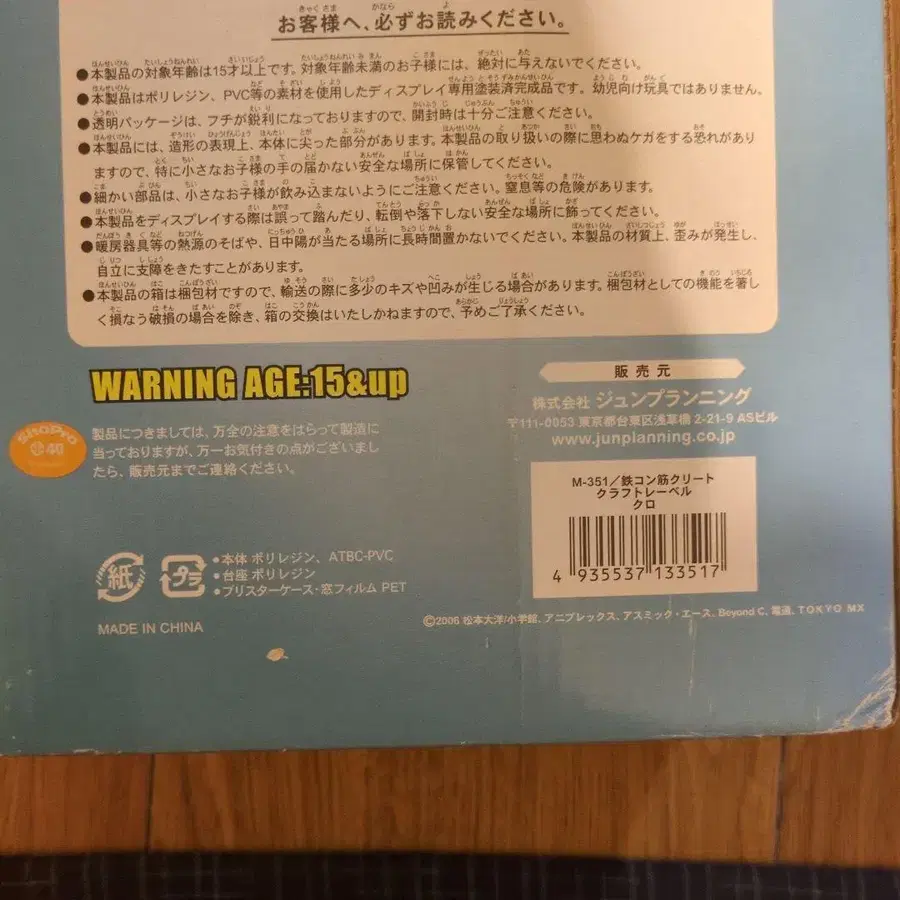 お客様へ、必ずお読みください。
●本製品の対象年齢は15才以上です。対象年齢未満のお子様には、絶対に与えないでください。
●本製品はポリレジン、PVC等の素材を使用したディスプレイ専用塗装済完成品です。幼児向け玩具ではありません。
●透明パッケージは、フチが鋭利になっておりますので、開封時は十分ご注意ください。
●本製品には、造形の表現上、本体に尖った部分があります。本製品の取り扱いの際に思わぬケガをする恐れがあり
ますので、特に小さなお子様の手の届かない安全な場所に保管してください。
●細かい部品は、小さなお子様が飲み込まないようにご注意ください。窒息等の危険があります。
●本製品をディスプレイする際は誤って踏んだり、転倒や落下しない安全な場所に飾ってください。
●暖房器具等の熱源のそばや、日中陽が当たる場所に長時間置かないでください。本製品の材質上、歪みが発生し、
自立に支障をきたすことがあります。
●本製品の箱は梱包材ですので、輸送の際に多少のキズや凹みが生じる場合があります。梱包材としての機能を著し
く損なう破損の場合を除き、箱の交換はいたしかねますので、予めご了承ください。
WARNING AGE:15&up
製品につきましては、万全の注意をはらって製造に
当っておりますが、万一お気付きの点がございまし
たら、販売元までご連絡ください。
ShoPro
40
販売元
株式会社 ジュンプランニング
〒111-0053 東京都台東区浅草橋 2-21-9 ASビル
www.junplanning.co.jp
M-351/鉄コン筋クリート
クラフトレーベル
クロ
4 935537 133517
紙
プラ
●本体 ポリレジン、ATBC-PVC
●台座 ポリレジン
●ブリスターケース・窓フィルム PET
MADE IN CHINA
©2006 松本大洋/小学館、アニプレックス、アスミック・エース、Beyond C、電通、TOKYO MX